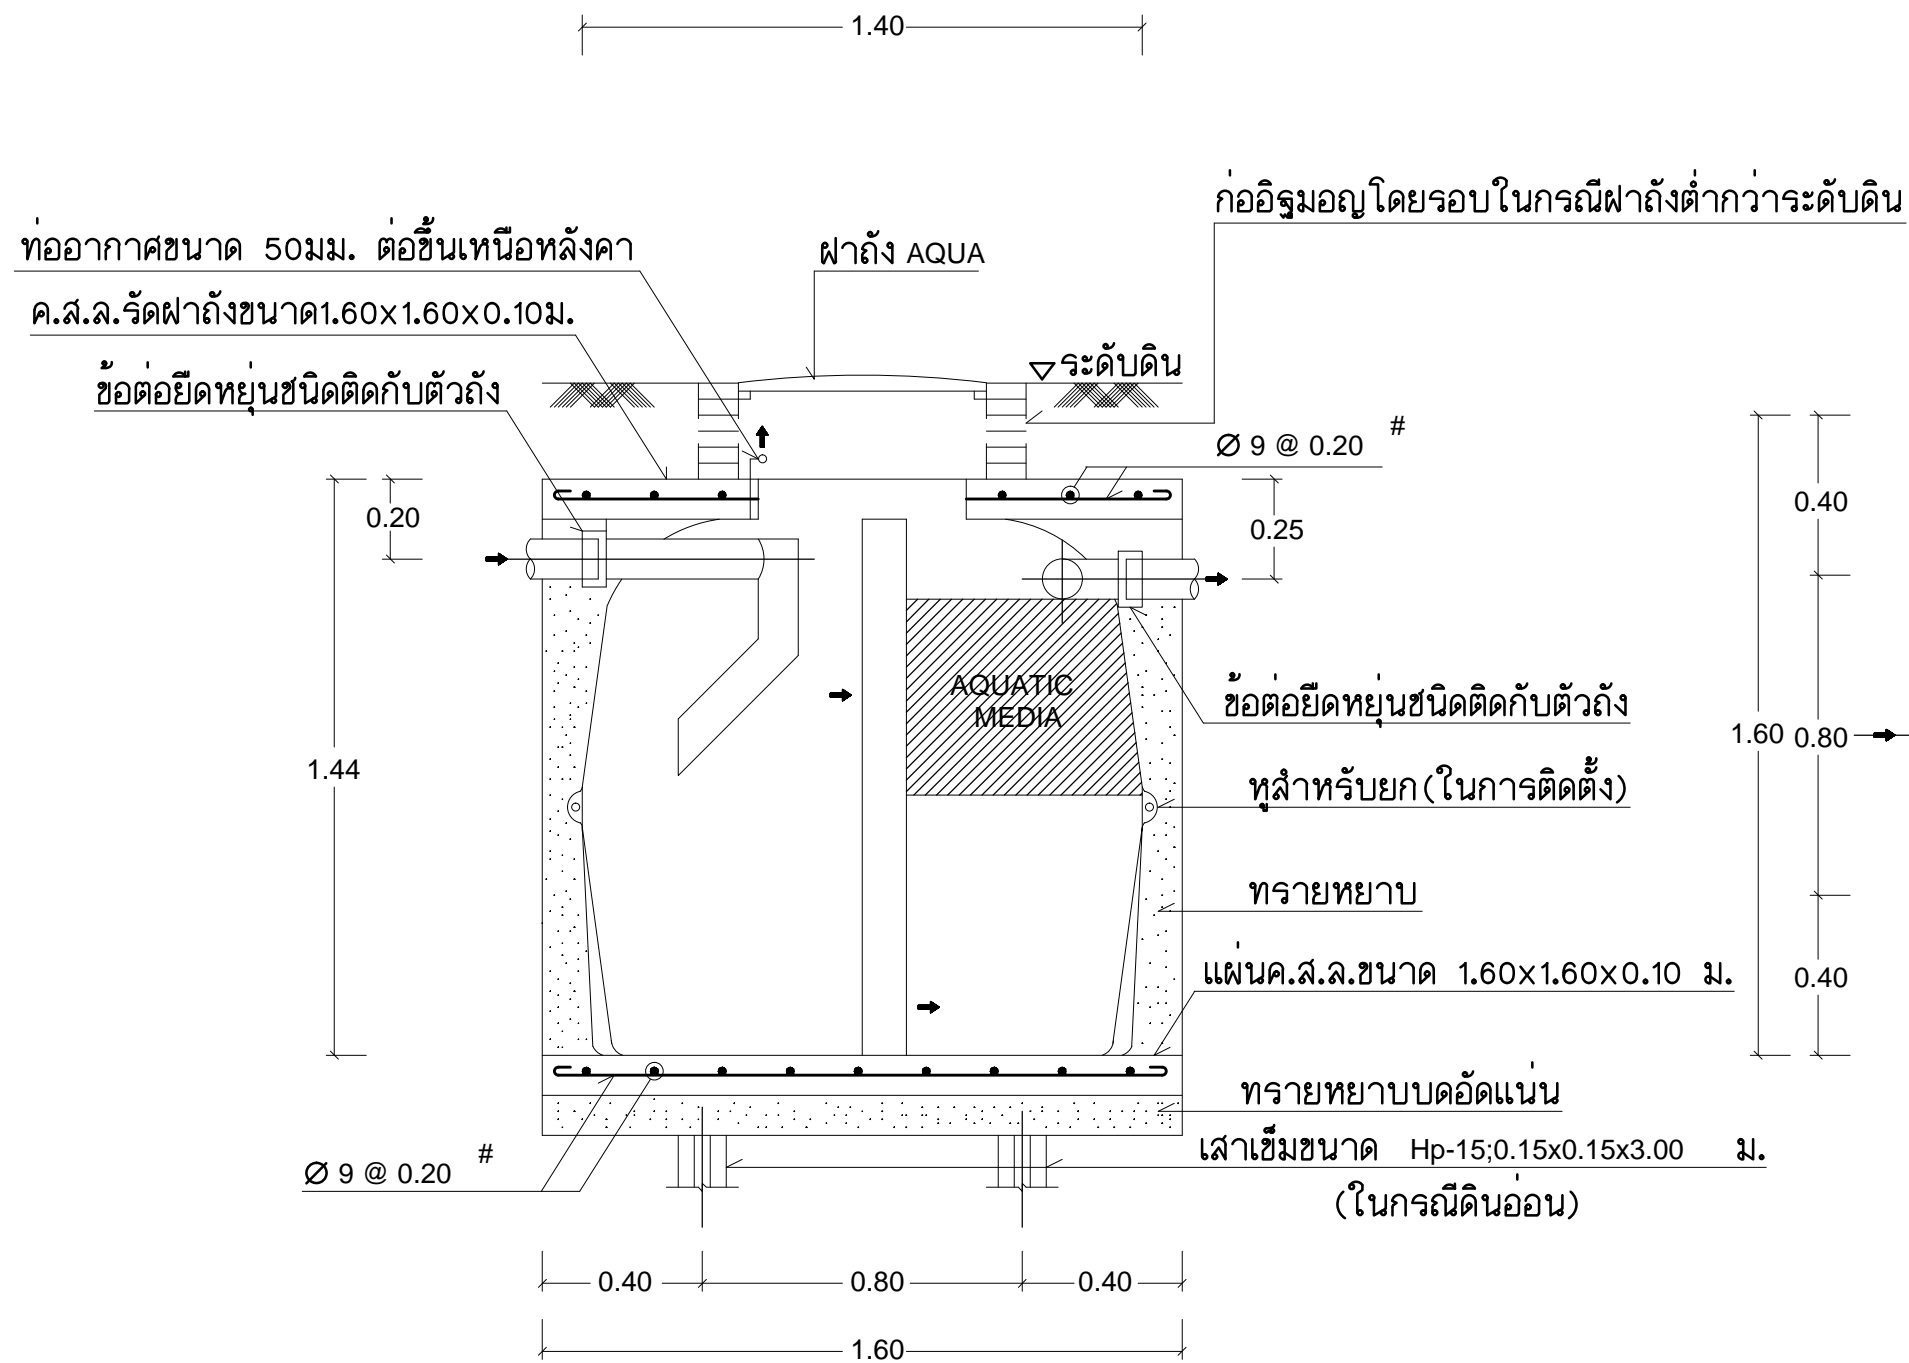 1.40
ก่ออิฐมอญโดยรอบในกรณีฝาถังต่ำกว่าระดับดิน
ท่ออากาศขนาด 50มม. ต่อขึ้นเหนือหลังคา
ฝาถัง AQUA
ค.ส.ล.รัดฝาถังขนาด1.60x1.60x0.10ม.
ระดับดิน
ข้อต่อยืดหยุ่นชนิดติดกับตัวถัง
Ø 9 @ 0.20 #
0.20
0.25
0.40
AQUATIC
MEDIA
ข้อต่อยืดหยุ่นชนิดติดกับตัวถัง
1.60
0.80
1.44
หูสำหรับยก(ในการติดตั้ง)
ทรายหยาบ
แผ่นค.ส.ล.ขนาด 1.60x1.60x0.10 ม.
0.40
ทรายหยาบบดอัดแน่น
Ø 9 @ 0.20 #
เสาเข็มขนาด Hp-15;0.15x0.15x3.00 ม.
(ในกรณีดินอ่อน)
0.40
0.80
0.40
1.60